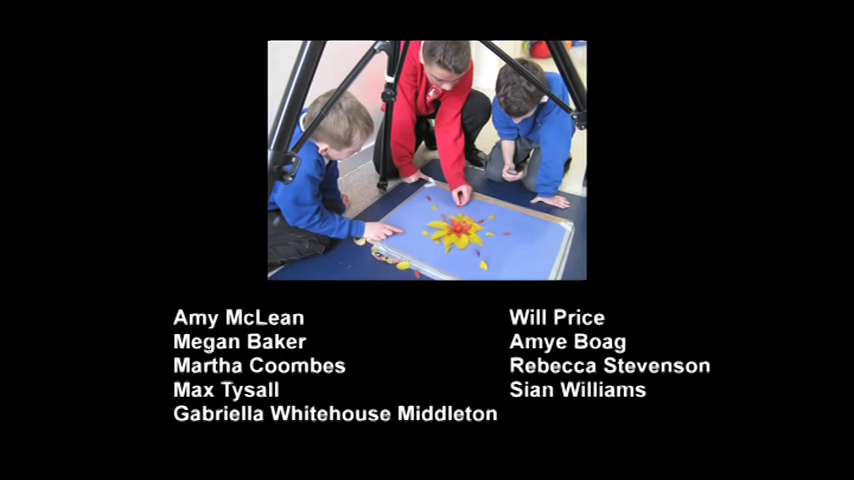 Amy McLean
Megan Baker
Martha Coombes
Max Tysall
Gabriella Whitehouse Middleton
Will Price
Amye Boag
Rebecca Stevenson
Sian Williams